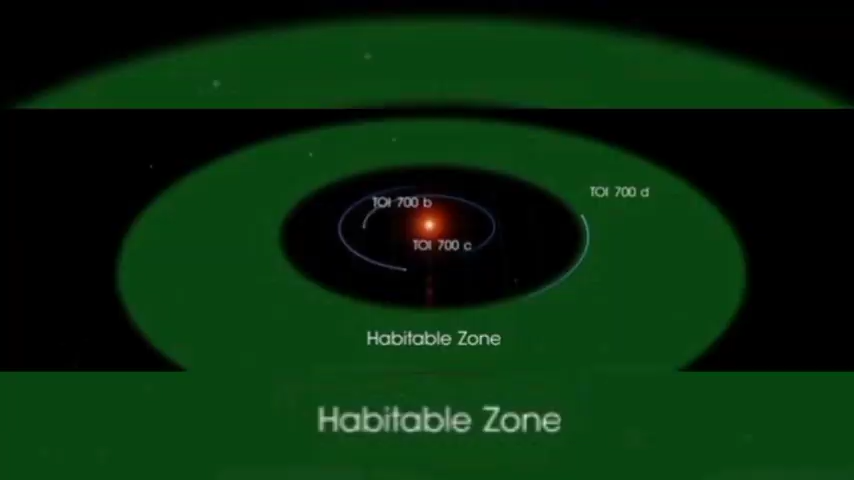 TOI 700 d
TOI 700 b
TOI 700 c
Habitable Zone
Habitable Zone